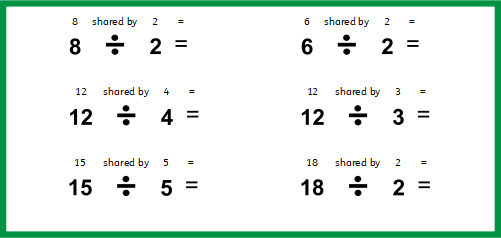 8 shared by 2 =
8 ÷ 2 =
6 shared by 2 =
6 ÷ 2 =
12 shared by 4 =
12 ÷ 4 =
12 shared by 3 =
12 ÷ 3 =
15 shared by 5 =
15 ÷ 5 =
18 shared by 2 =
18 ÷ 2 =